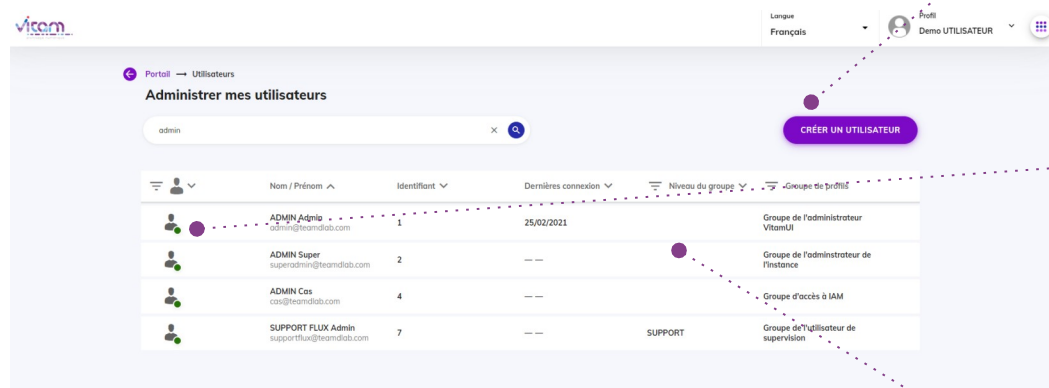 vitam
Langue
Français
Profil
Demo UTILISATEUR
Portail → Utilisateurs
Administrer mes utilisateurs
admin
CRÉER UN UTILISATEUR
Nom / Prénom
Identifiant
Dernières connexion
Niveau du groupe
Groupe de profils
ADMIN Admin
admin@teamdlab.com
1
25/02/2021
Groupe de l'administrateur
VitamUI
ADMIN Super
superadmin@teamdlab.com
2
— —
Groupe de l'adminstrateur de
l'instance
ADMIN Cas
cas@teamdlab.com
4
— —
Groupe d'accès à IAM
SUPPORT FLUX Admin
supportflux@teamdlab.com
7
— —
SUPPORT
Groupe de l'utilisateur de
supervision